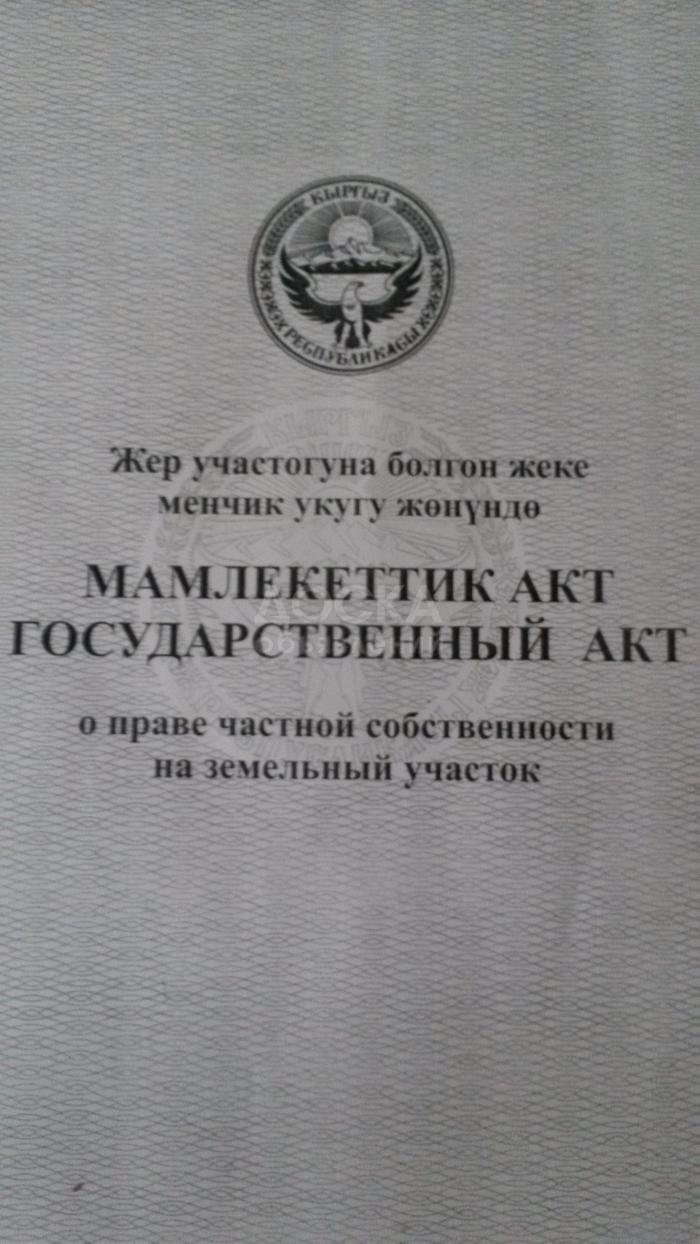 КЫРГЫЗ
РЕСПУБЛИКАСЫ
Жер участогуна болгон жеке
менчик укугу жөнүндө
МАМЛЕКЕТТИК АКТ
ДОСКА
ГОСУДАРСТВЕННЫЙ АКТ
о праве частной собственности
на земельный участок